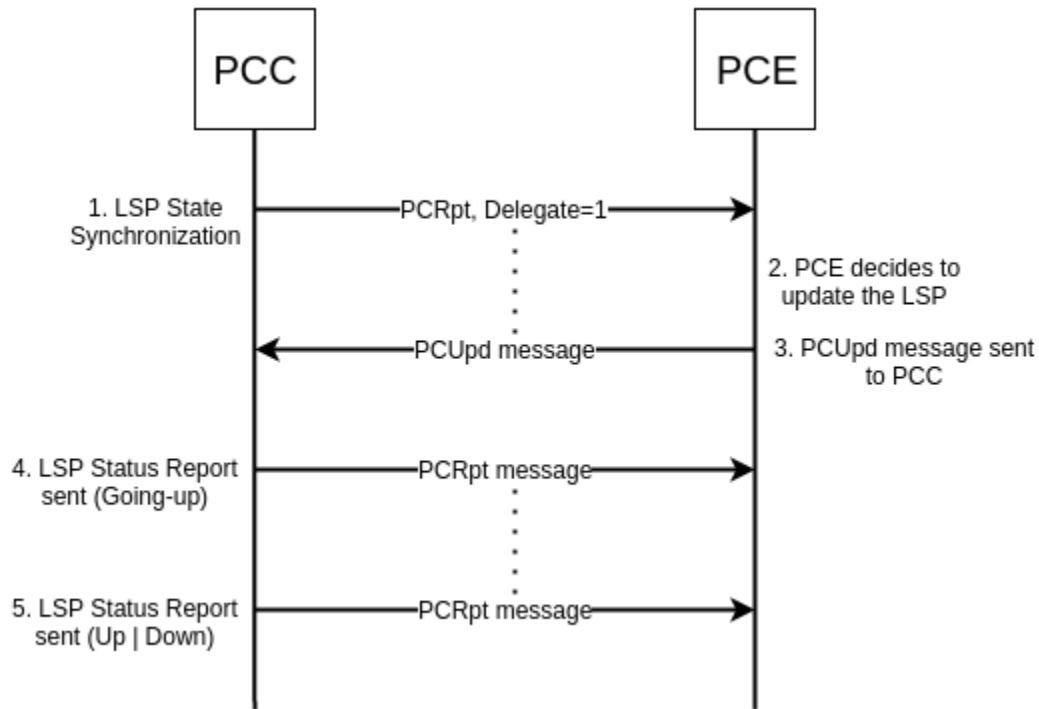 PCC
PCE
1. LSP State
Synchronization
PCRpt, Delegate=1
2. PCE decides to
update the LSP
PCUpd message
3. PCUpd message sent
to PCC
4. LSP Status Report
sent (Going-up)
PCRpt message
5. LSP Status Report
sent (Up | Down)
PCRpt message